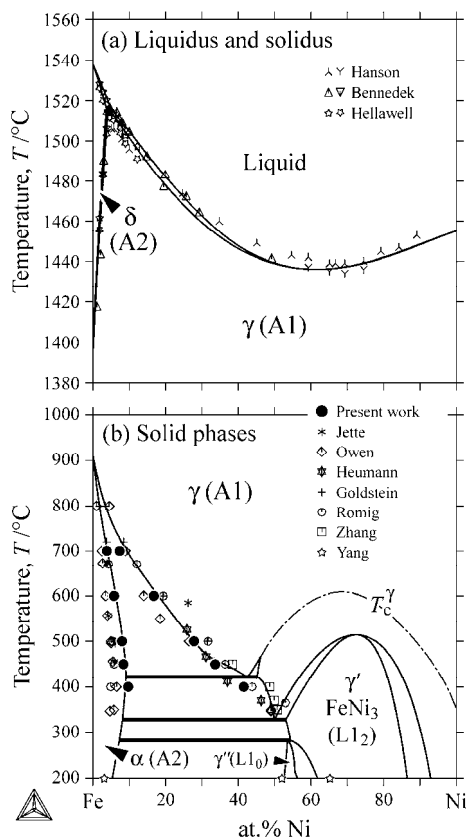 1560
1540
1520
1500
1480
1460
1440
1420
1400
1380
Temperature, T /°C
(a) Liquidus and solidus
Hanson
Bennedek
Hellawell
Liquid
δ
(A2)
γ (A1)
1000
900
800
700
600
500
400
300
200
Temperature, T /°C
(b) Solid phases
Present work
Jette
Owen
Heumann
Goldstein
Romig
Zhang
Yang
γ (A1)
T_c^γ
γ'
FeNi₃
(L1₂)
α (A2)
γ''(L1₀)
Fe 20 40 60 80 Ni
at.% Ni